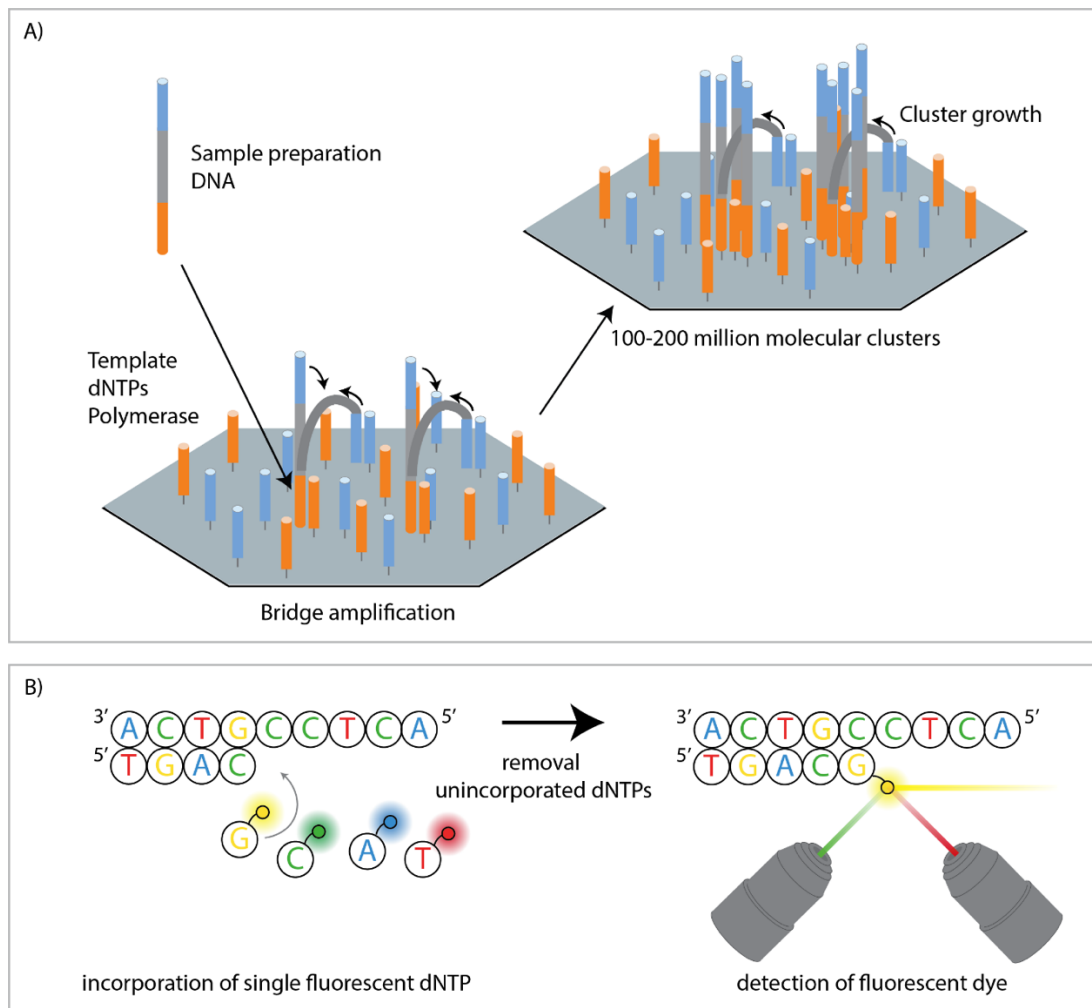 A)
Sample preparation
DNA
Cluster growth
100-200 million molecular clusters
Template
dNTPs
Polymerase
Bridge amplification
B)
3’ A C T G C C T C A 5’
5’ T G A C
G C A T
incorporation of single fluorescent dNTP
removal
unincorporated dNTPs
3’ A C T G C C T C A 5’
5’ T G A C G
detection of fluorescent dye